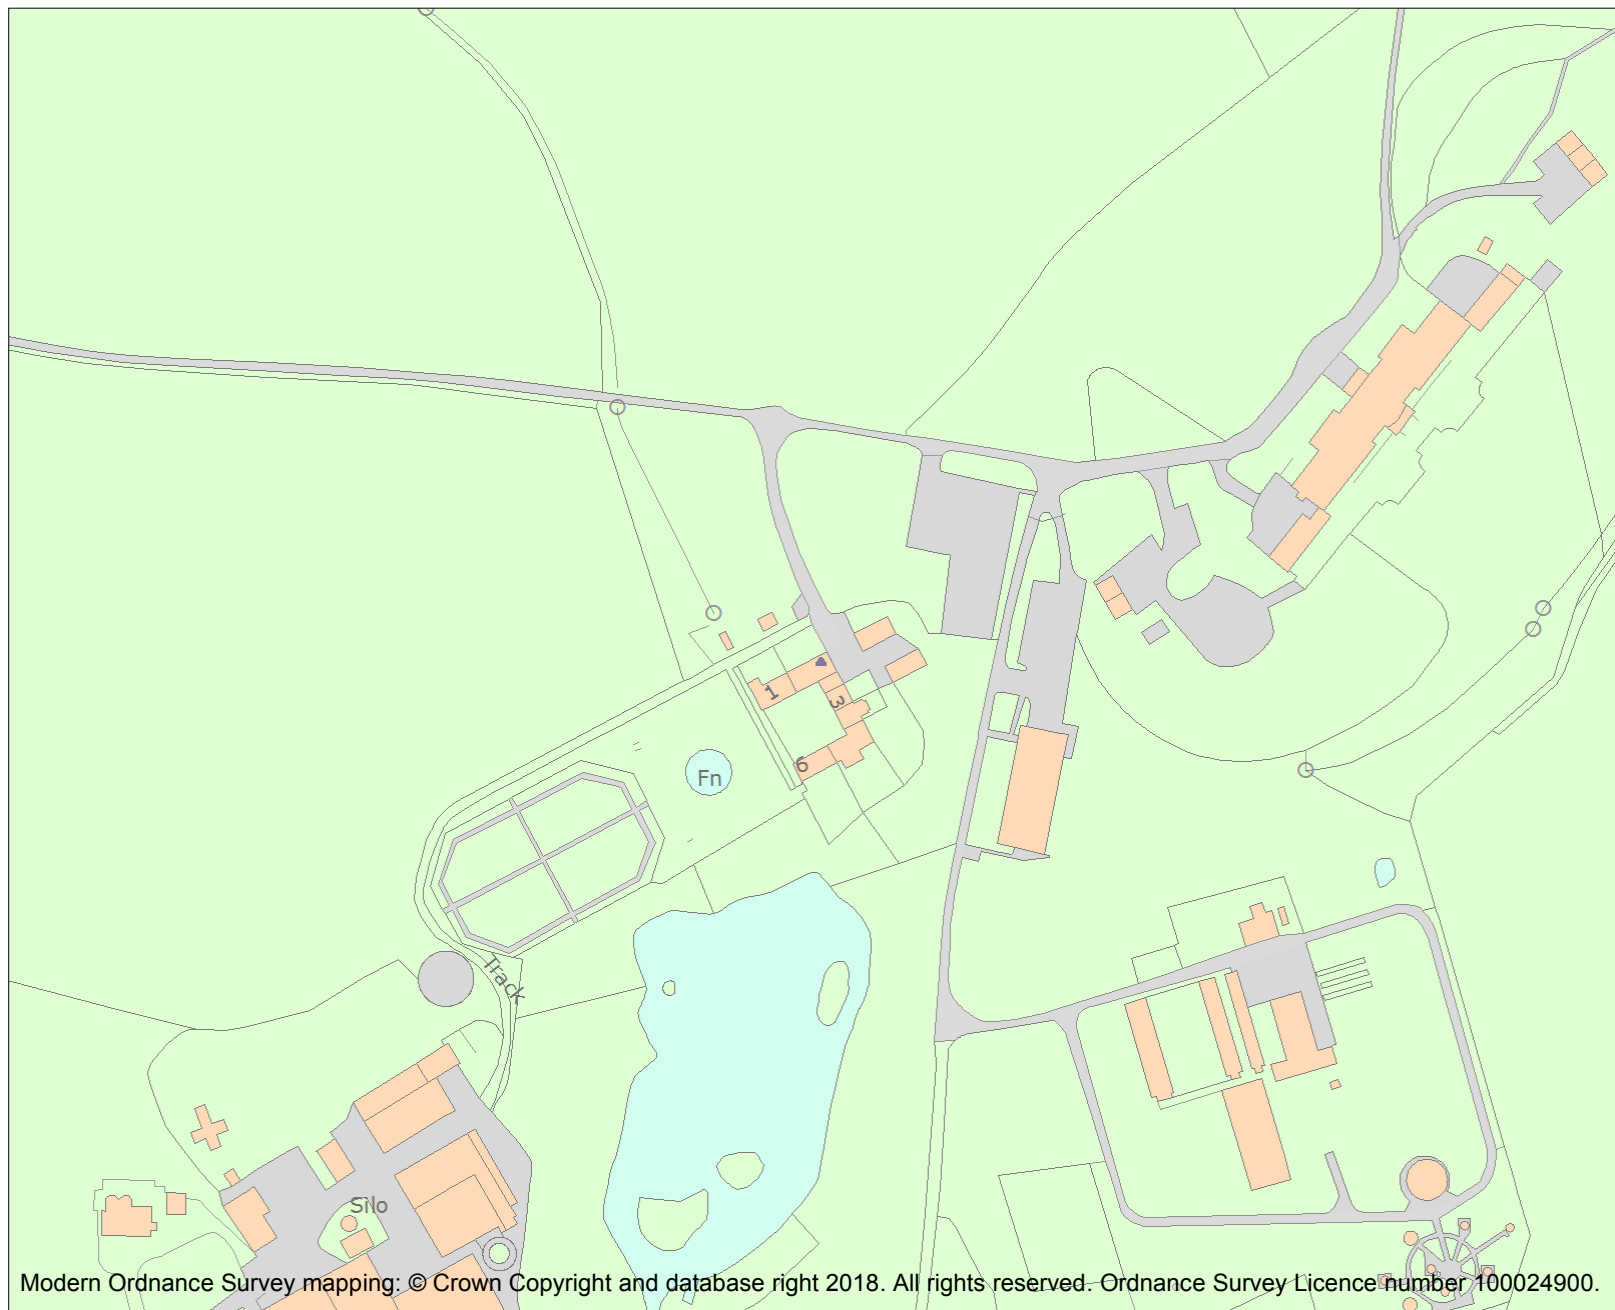 1
3
6
Fn
Track
Silo
Modern Ordnance Survey mapping: © Crown Copyright and database right 2018. All rights reserved. Ordnance Survey Licence number 100024900.